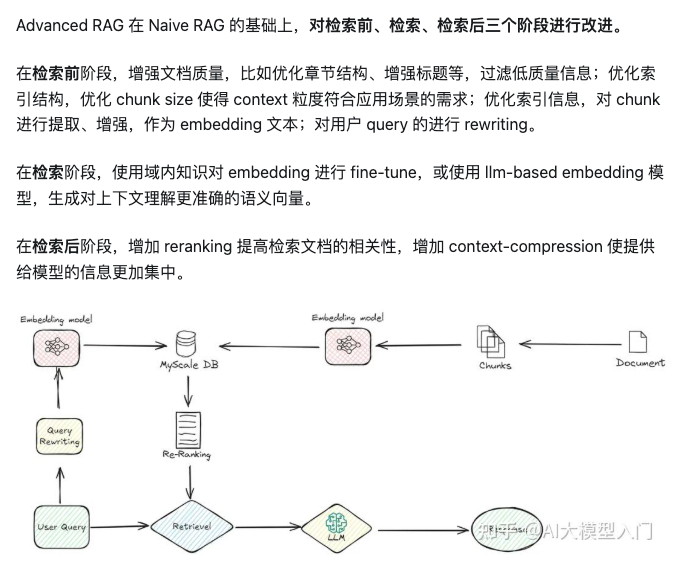 Advanced RAG 在 Naive RAG 的基础上，对检索前、检索、检索后三个阶段进行改进。
在检索前阶段，增强文档质量，比如优化章节结构、增强标题等，过滤低质量信息；优化索
引结构，优化 chunk size 使得 context 粒度符合应用场景的需求；优化索引信息，对 chunk
进行提取、增强，作为 embedding 文本；对用户 query 的进行 rewriting。
在检索阶段，使用域内知识对 embedding 进行 fine-tune，或使用 llm-based embedding 模
型，生成对上下文理解更准确的语义向量。
在检索后阶段，增加 reranking 提高检索文档的相关性，增加 context-compression 使提供
给模型的信息更加集中。
Embedding model
Embedding model
MyScale DB
Chunks
Document
Query
Rewriting
Re-Ranking
User Query
Retrievel
LLM
知乎 @AI大模型入门